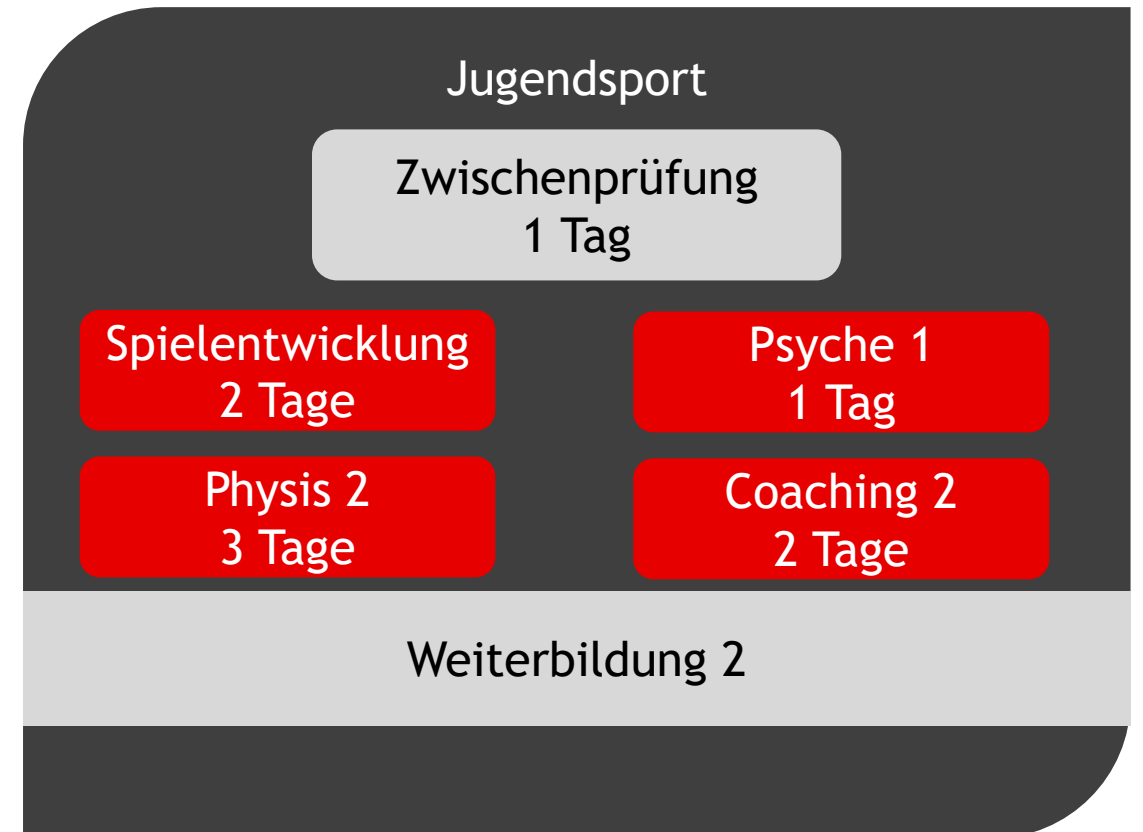 Jugendsport
Zwischenprüfung
1 Tag
Spielentwicklung
2 Tage
Psyche 1
1 Tag
Physis 2
3 Tage
Coaching 2
2 Tage
Weiterbildung 2